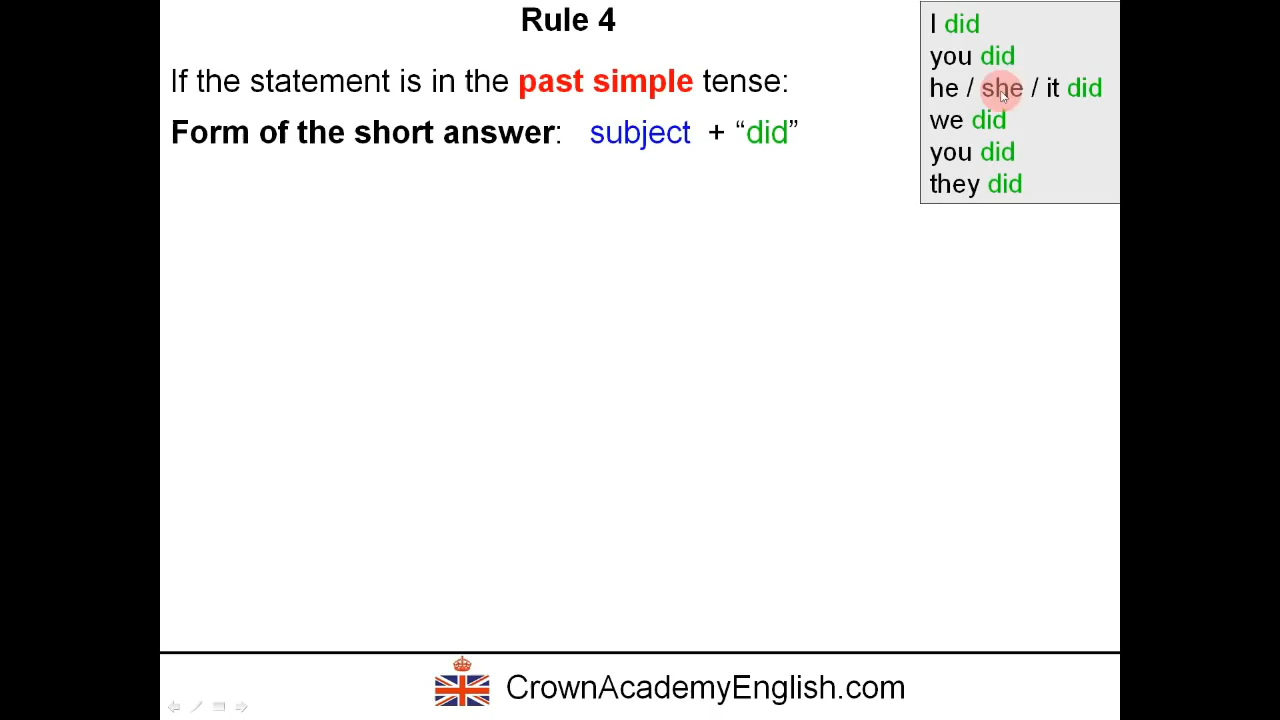 Rule 4
If the statement is in the past simple tense:
Form of the short answer: subject + “did”
I did
you did
he / she / it did
we did
you did
they did
CrownAcademyEnglish.com